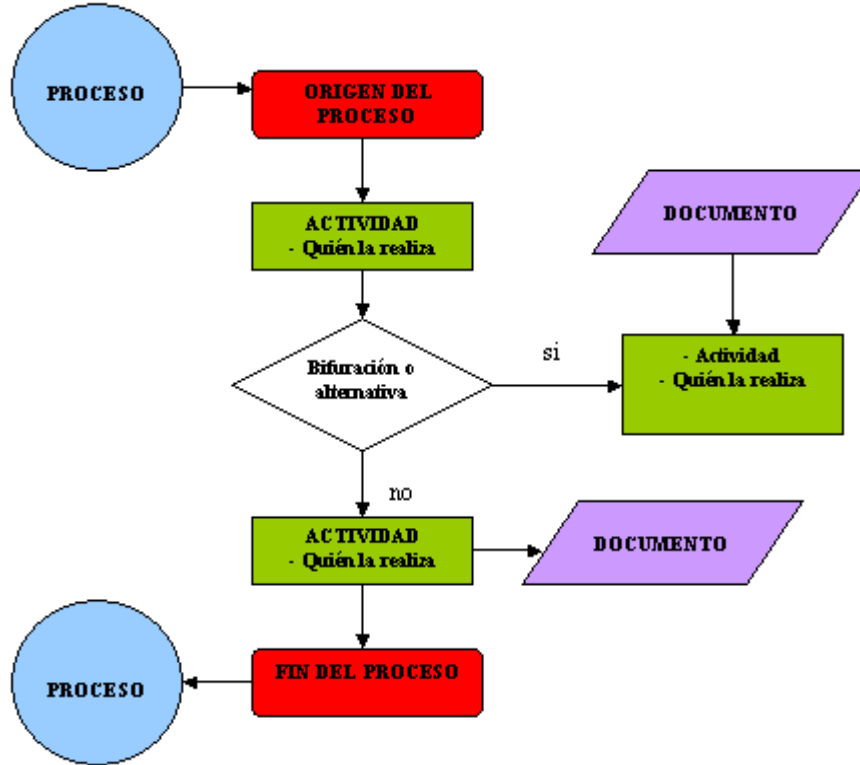 PROCESO
ORIGEN DEL
PROCESO
ACTIVIDAD
- Quién la realiza
DOCUMENTO
Bifuración o
alternativa
si
- Actividad
- Quién la realiza
no
ACTIVIDAD
- Quién la realiza
DOCUMENTO
FIN DEL PROCESO
PROCESO